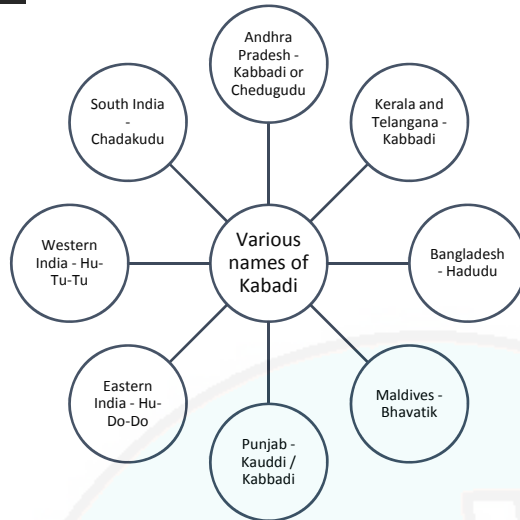 Andhra
Pradesh -
Kabbadi or
Chedugudu
Kerala and
Telangana -
Kabbadi
Bangladesh
- Hadudu
Maldives -
Bhavatik
Punjab -
Kauddi /
Kabbadi
Eastern
India - Hu-
Do-Do
Western
India - Hu-
Tu-Tu
South India
-
Chadakudu
Various
names of
Kabadi